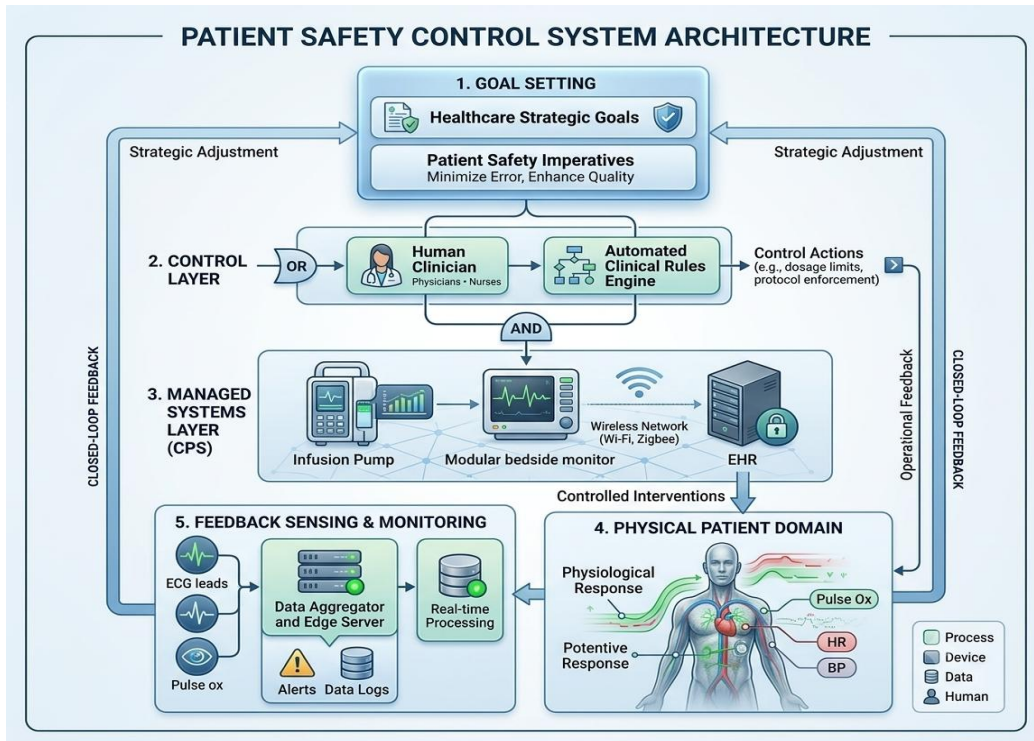 PATIENT SAFETY CONTROL SYSTEM ARCHITECTURE
1. GOAL SETTING
Healthcare Strategic Goals
Patient Safety Imperatives
Minimize Error, Enhance Quality
Strategic Adjustment
Strategic Adjustment
2. CONTROL
LAYER
OR
Human
Clinician
Physicians • Nurses
Automated
Clinical Rules
Engine
Control Actions
(e.g., dosage limits,
protocol enforcement)
AND
CLOSED-LOOP FEEDBACK
Operational Feedback
CLOSED-LOOP FEEDBACK
3. MANAGED
SYSTEMS
LAYER
(CPS)
Infusion Pump
Modular bedside monitor
Wireless Network
(Wi-Fi, Zigbee)
EHR
Controlled Interventions
5. FEEDBACK SENSING & MONITORING
ECG leads
Pulse ox
Data Aggregator
and Edge Server
Alerts
Data Logs
Real-time
Processing
4. PHYSICAL PATIENT DOMAIN
Physiological
Response
Potentive
Response
Pulse Ox
HR
BP
Process
Device
Data
Human